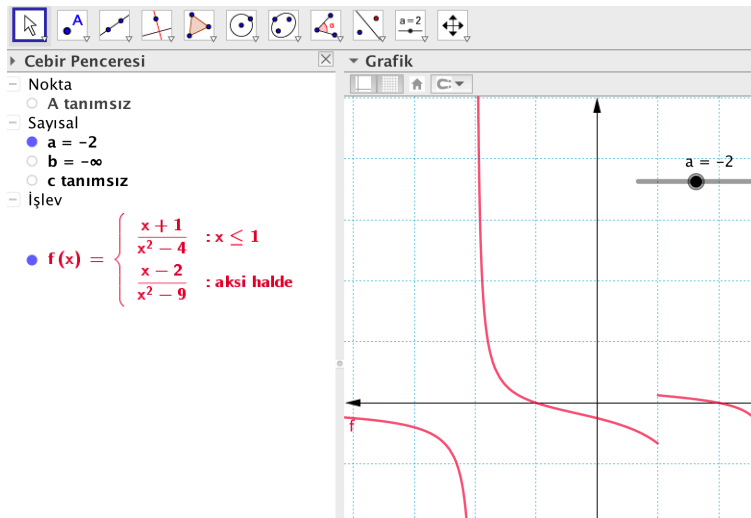 A
a=2
Cebir Penceresi
Grafik
Nokta
A tanımsız
Sayısal
a = -2
b = -∞
c tanımsız
İşlev
f(x) = { (x + 1)/(x² − 4) : x ≤ 1
(x − 2)/(x² − 9) : aksi halde
a = -2
f